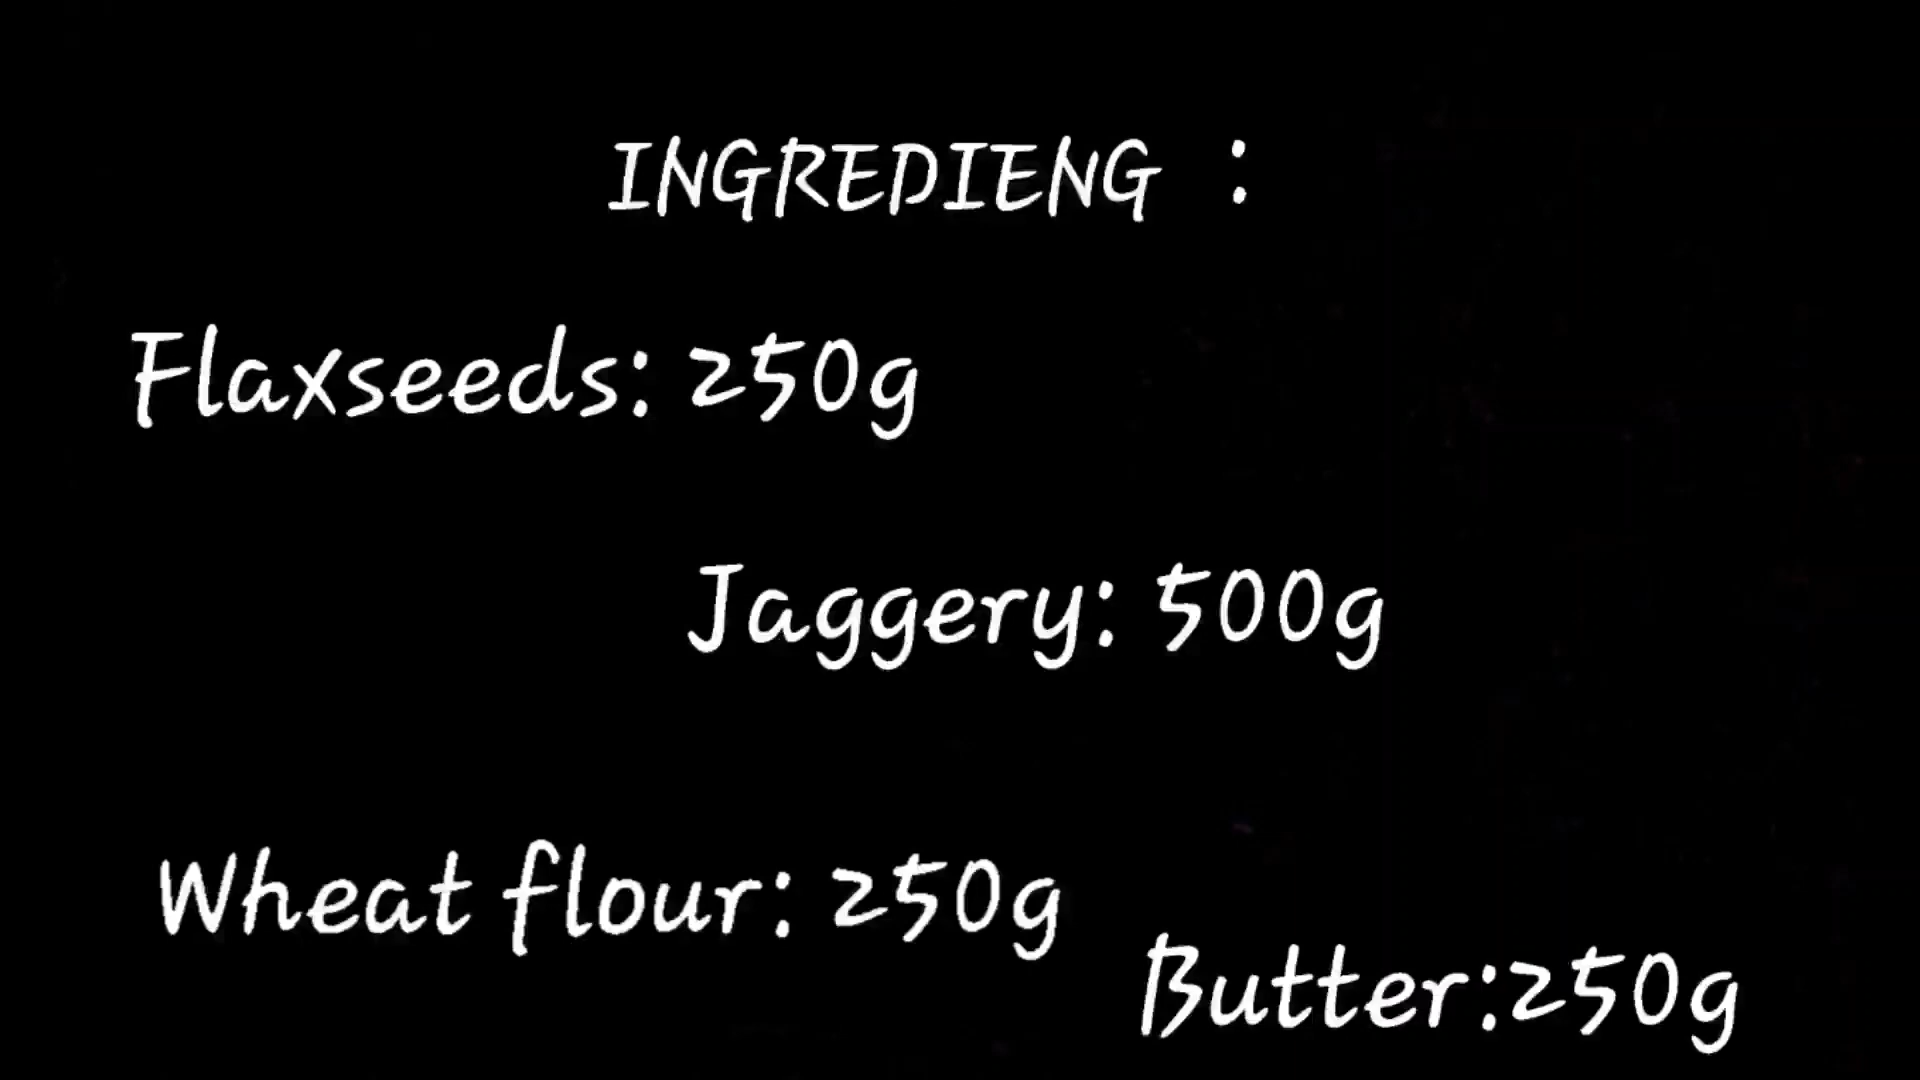 INGREDIENG :
Flaxseeds: 250g
Jaggery: 500g
Wheat flour: 250g
Butter:250g